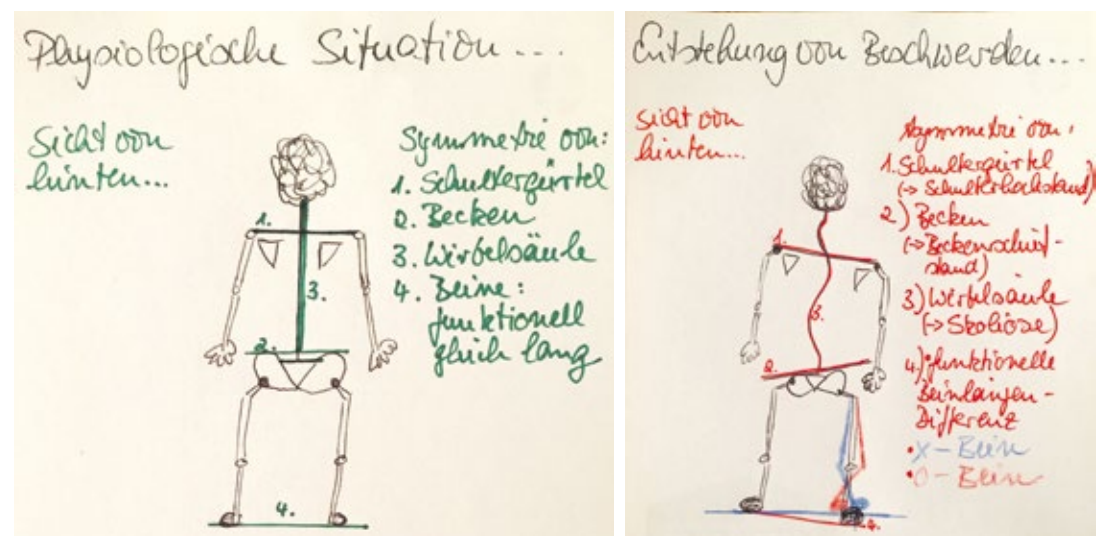 Physiologische Situation...
Sicht von
hinten...
Symmetrie von:
1. Schultergürtel
2. Becken
3. Wirbelsäule
4. Beine:
funktionell
gleich lang
1.
2.
3.
4.
Entstehung von Beschwerden...
Sicht von
hinten...
Asymmetrie von:
1. Schultergürtel
(-> Schulterhochstand)
2) Becken
(-> Beckenschief-
stand)
3) Wirbelsäule
(-> Skoliose)
4) funktionelle
Beinlängen-
Differenz
• X-Bein
• O-Bein
1.
3.
2.
4.